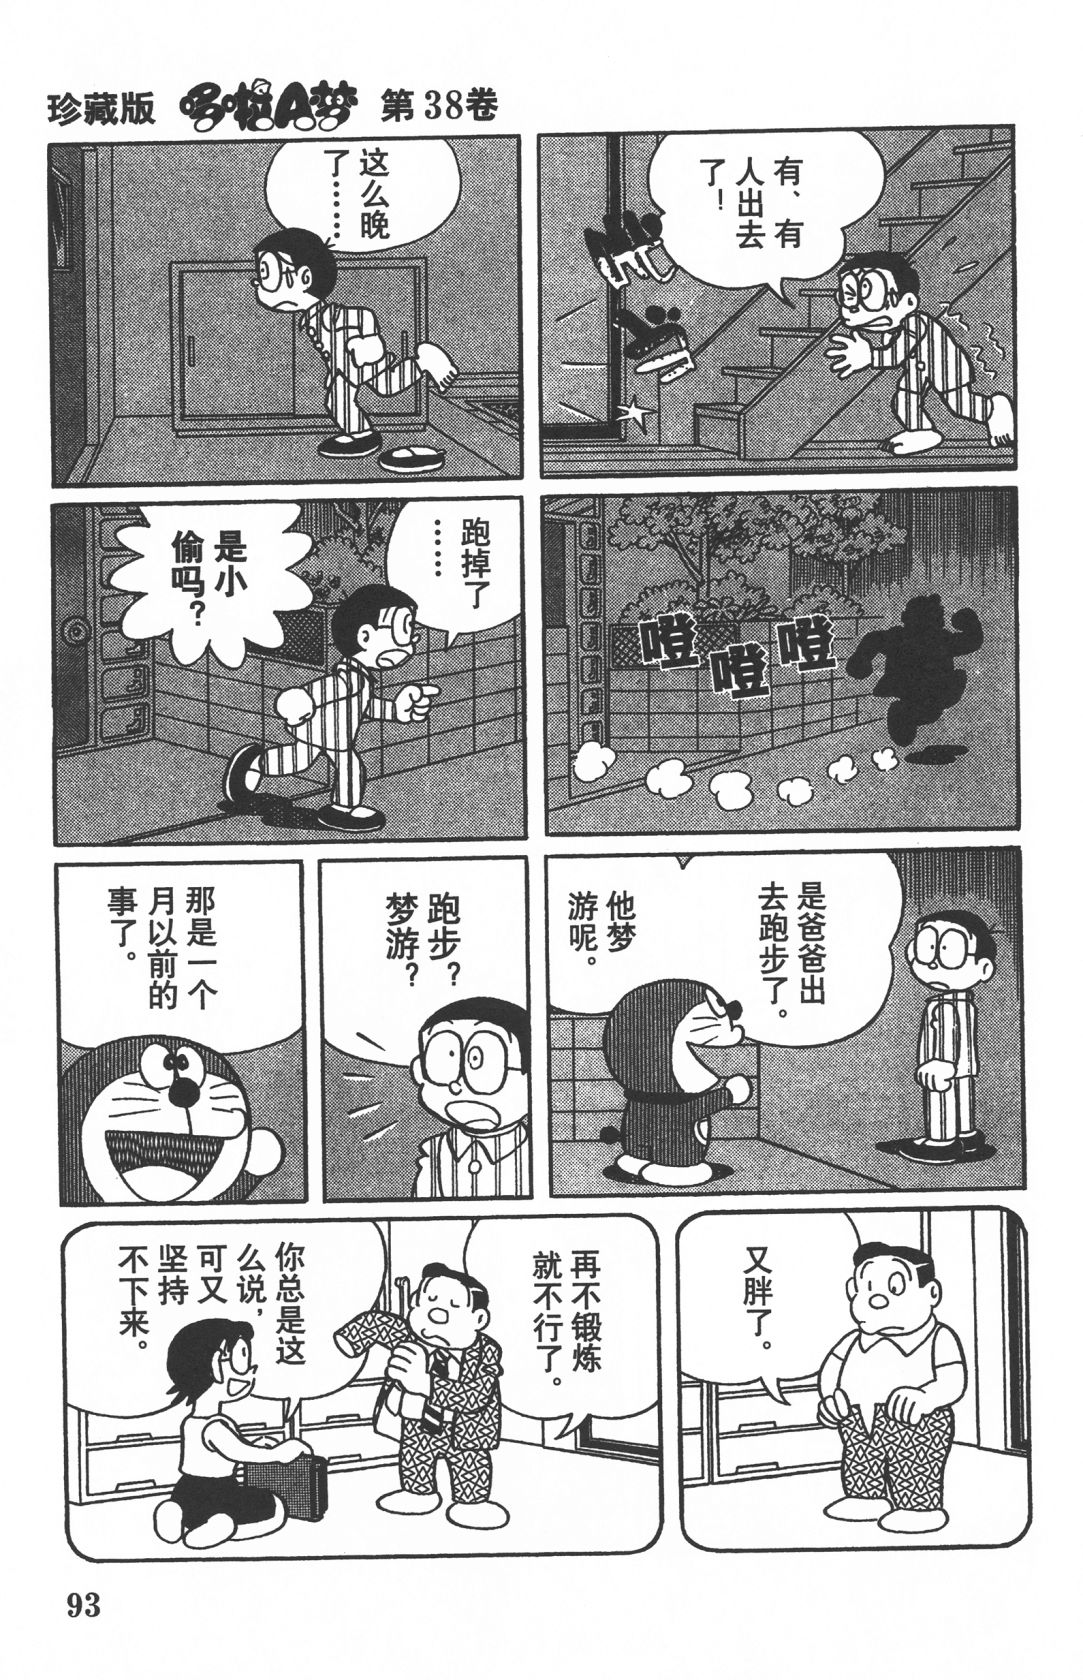 珍藏版 哆啦A梦 第38卷
有、有
人出去
了！
这么晚
了……
噔
噔
噔
跑掉了
……
是小
偷吗？
是爸爸出
去跑步了。
他梦
游呢。
跑步？
梦游？
那是一个
月以前的
事了。
又胖了。
再不锻炼
就不行了。
你总是这
么说，
可又
坚持
不下来。
93